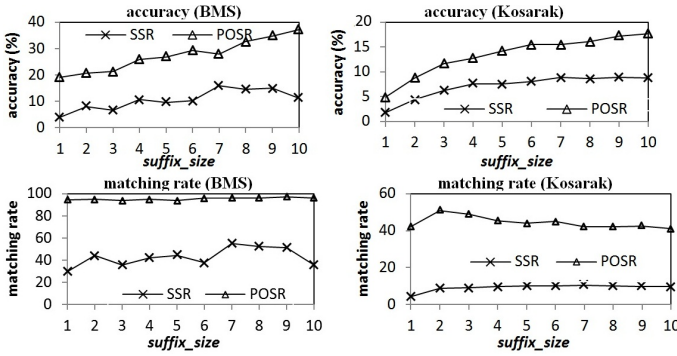 accuracy (BMS)
accuracy (%)
40
30
20
10
0
SSR POSR
1 2 3 4 5 6 7 8 9 10
suffix_size
accuracy (Kosarak)
accuracy (%)
20
15
10
5
0
SSR POSR
1 2 3 4 5 6 7 8 9 10
suffix_size
matching rate (BMS)
matching rate
100
80
60
40
20
0
SSR POSR
1 2 3 4 5 6 7 8 9 10
suffix_size
matching rate (Kosarak)
matching rate
60
40
20
0
SSR POSR
1 2 3 4 5 6 7 8 9 10
suffix_size